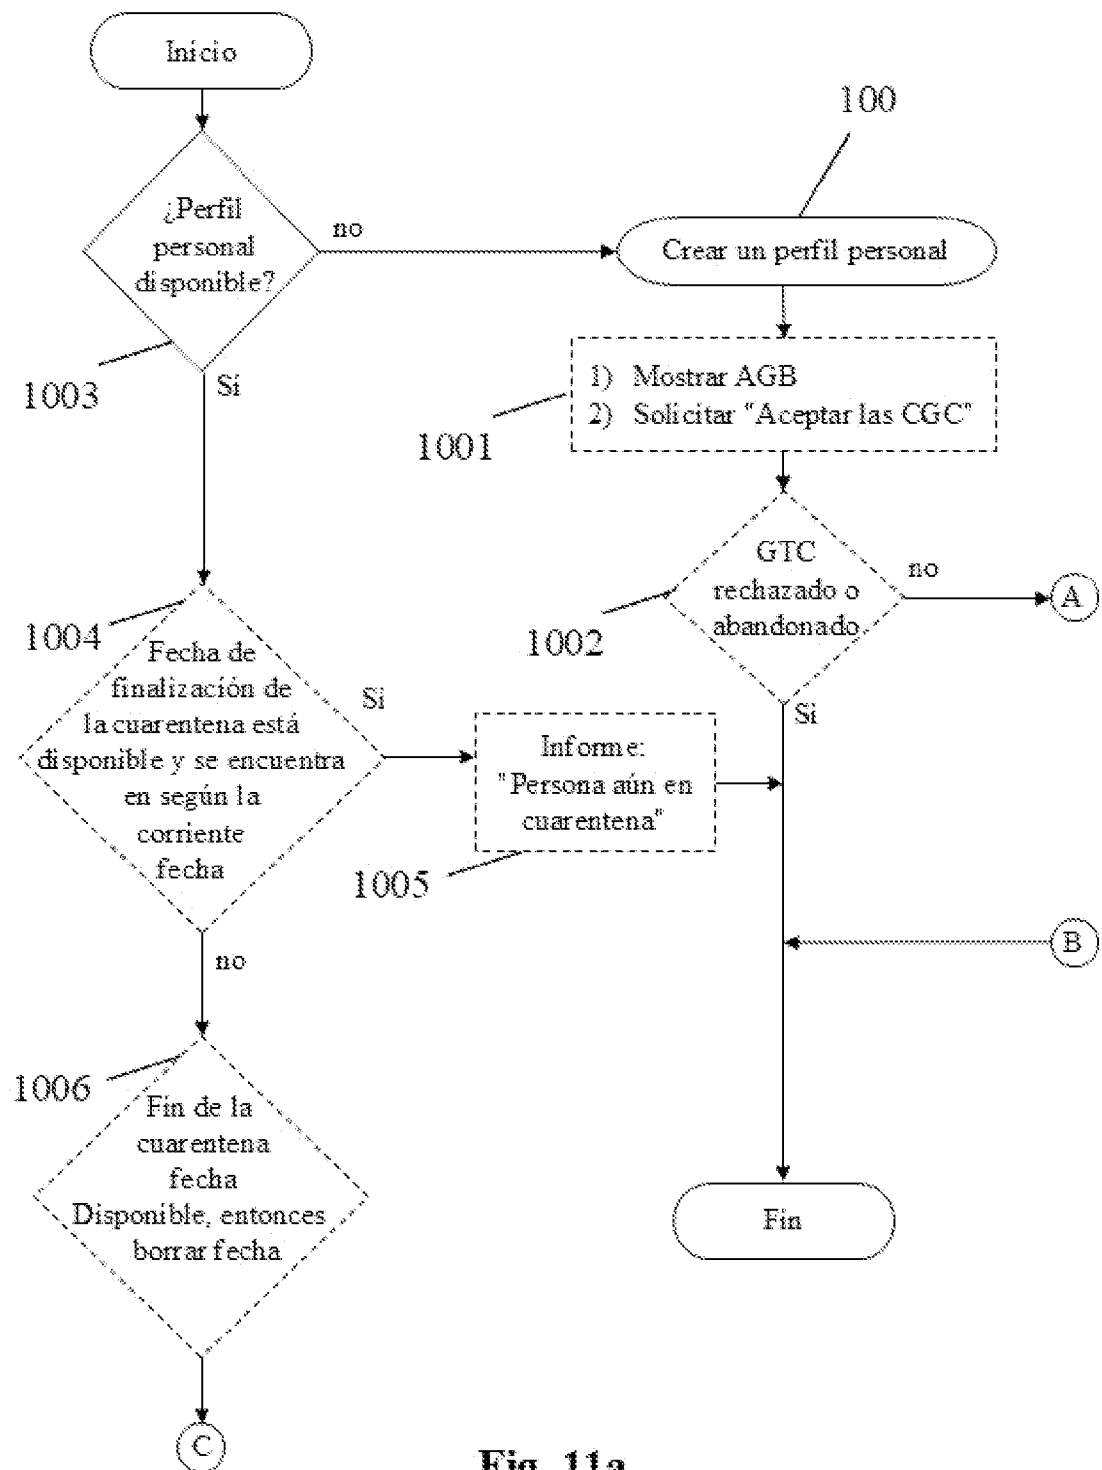 Inicio
100
¿Perfil
personal
disponible?
no
Crear un perfil personal
1003
Sí
1) Mostrar AGB
2) Solicitar "Aceptar las CGC"
1001
GTC
rechazado o
abandonado
no
A
1002
Si
1004
Fecha de
finalización de
la cuarentena está
disponible y se encuentra
en según la
corriente
fecha
Si
Informe:
"Persona aún en
cuarentena"
1005
B
no
1006
Fin de la
cuarentena
fecha
Disponible, entonces
borrar fecha
Fin
C
Fig. 11a